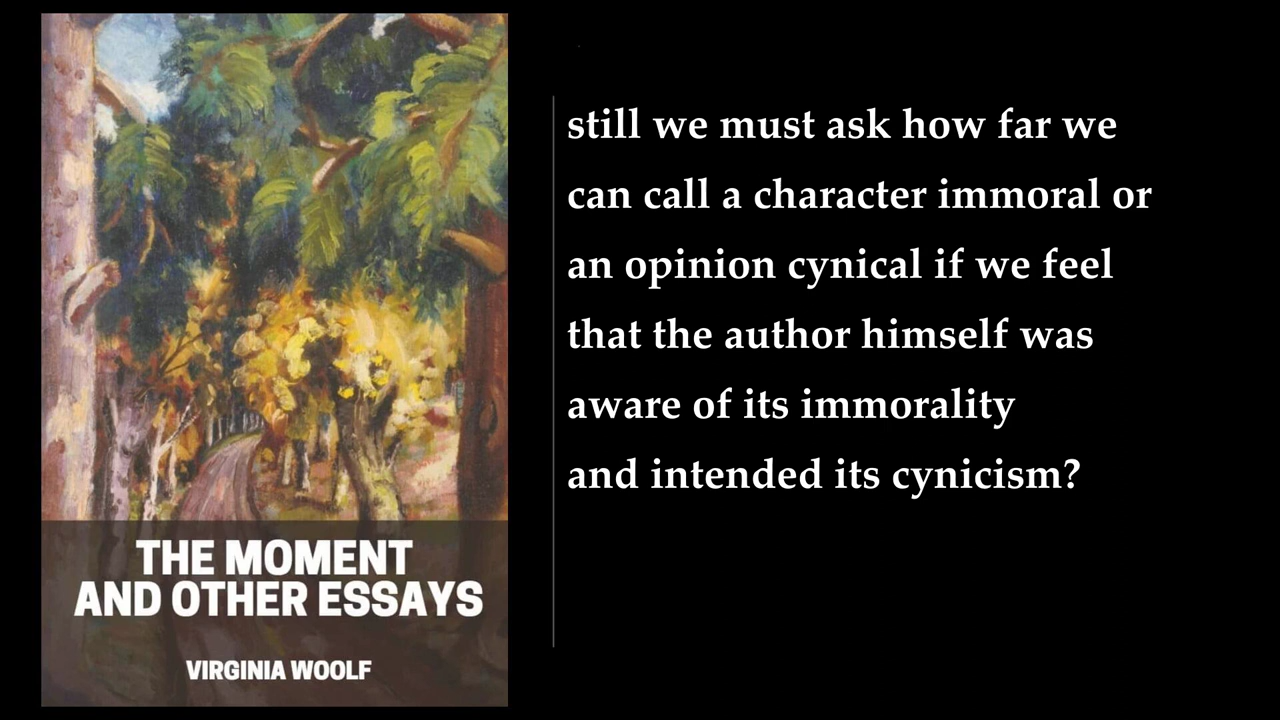 THE MOMENT
AND OTHER ESSAYS
VIRGINIA WOOLF
still we must ask how far we
can call a character immoral or
an opinion cynical if we feel
that the author himself was
aware of its immorality
and intended its cynicism?